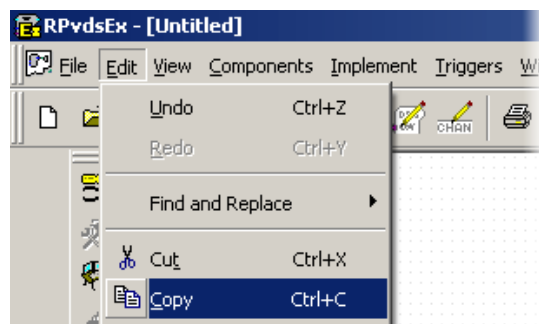 RPvdsEx - [Untitled]
File Edit View Components Implement Triggers
Undo Ctrl+Z
CHAN
Redo Ctrl+Y
Find and Replace
Cut Ctrl+X
Copy Ctrl+C